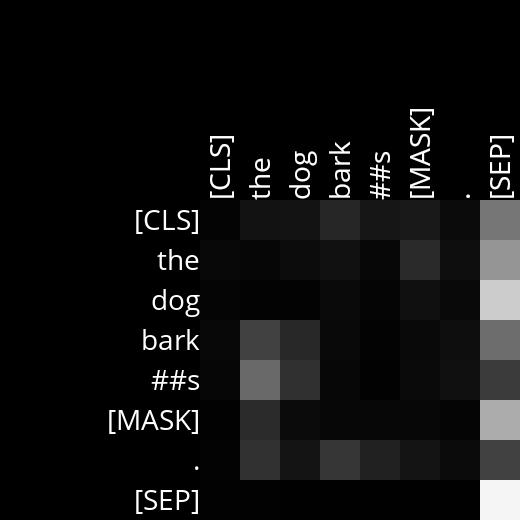 [CLS] the dog bark ##s [MASK] . [SEP]
[CLS]
the
dog
bark
##s
[MASK]
.
[SEP]